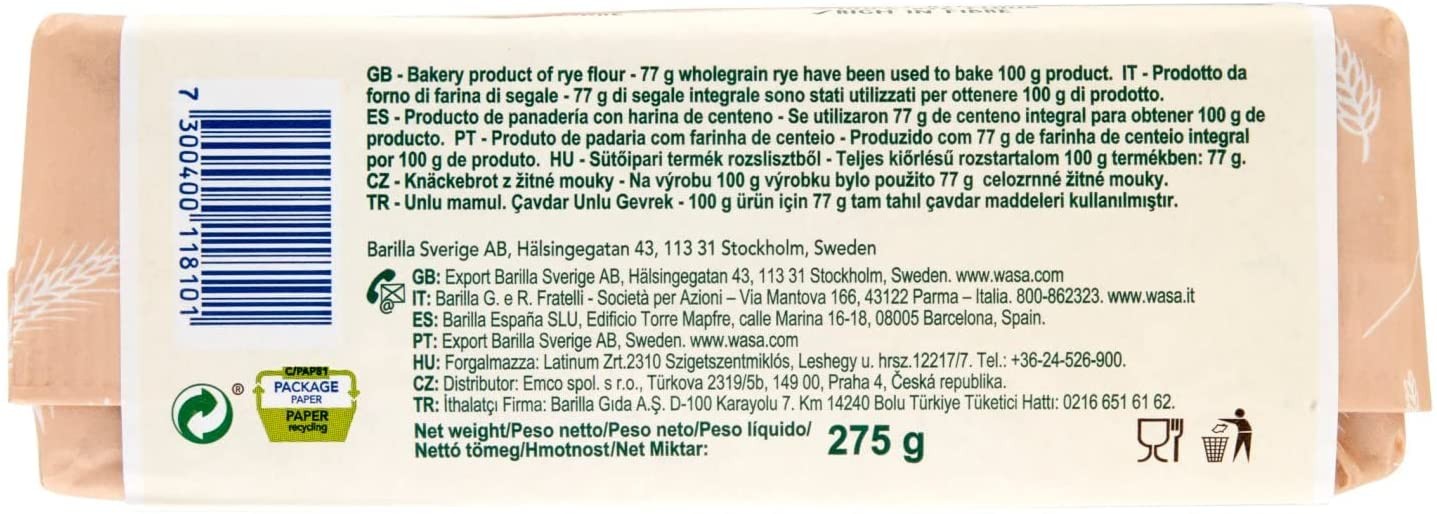 ✓RICH IN FIBRE
GB - Bakery product of rye flour - 77 g wholegrain rye have been used to bake 100 g product. IT - Prodotto da
forno di farina di segale - 77 g di segale integrale sono stati utilizzati per ottenere 100 g di prodotto.
ES - Producto de panadería con harina de centeno - Se utilizaron 77 g de centeno integral para obtener 100 g de
producto. PT - Produto de padaria com farinha de centeio - Produzido com 77 g de farinha de centeio integral
por 100 g de produto. HU - Sütőipari termék rozslisztből - Teljes kiőrlésű rozstartalom 100 g termékben: 77 g.
CZ - Knäckebrot z žitné mouky - Na výrobu 100 g výrobku bylo použito 77 g celozrnné žitné mouky.
TR - Unlu mamul. Çavdar Unlu Gevrek - 100 g ürün için 77 g tam tahıl çavdar maddeleri kullanılmıştır.
Barilla Sverige AB, Hälsingegatan 43, 113 31 Stockholm, Sweden
GB: Export Barilla Sverige AB, Hälsingegatan 43, 113 31 Stockholm, Sweden. www.wasa.com
IT: Barilla G. e R. Fratelli - Società per Azioni – Via Mantova 166, 43122 Parma – Italia. 800-862323. www.wasa.it
ES: Barilla España SLU, Edificio Torre Mapfre, calle Marina 16-18, 08005 Barcelona, Spain.
PT: Export Barilla Sverige AB, Sweden. www.wasa.com
HU: Forgalmazza: Latinum Zrt.2310 Szigetszentmiklós, Leshegy u. hrsz.12217/7. Tel.: +36-24-526-900.
CZ: Distributor: Emco spol. s r.o., Türkova 2319/5b, 149 00, Praha 4, Česká republika.
TR: İthalatçı Firma: Barilla Gıda A.Ş. D-100 Karayolu 7. Km 14240 Bolu Türkiye Tüketici Hattı: 0216 651 61 62.
Net weight/Peso netto/Peso neto/Peso líquido/
Nettó tömeg/Hmotnost/Net Miktar:
275 g
7 300400 118101
®
C/PAP81
PACKAGE
PAPER
PAPER
recycling